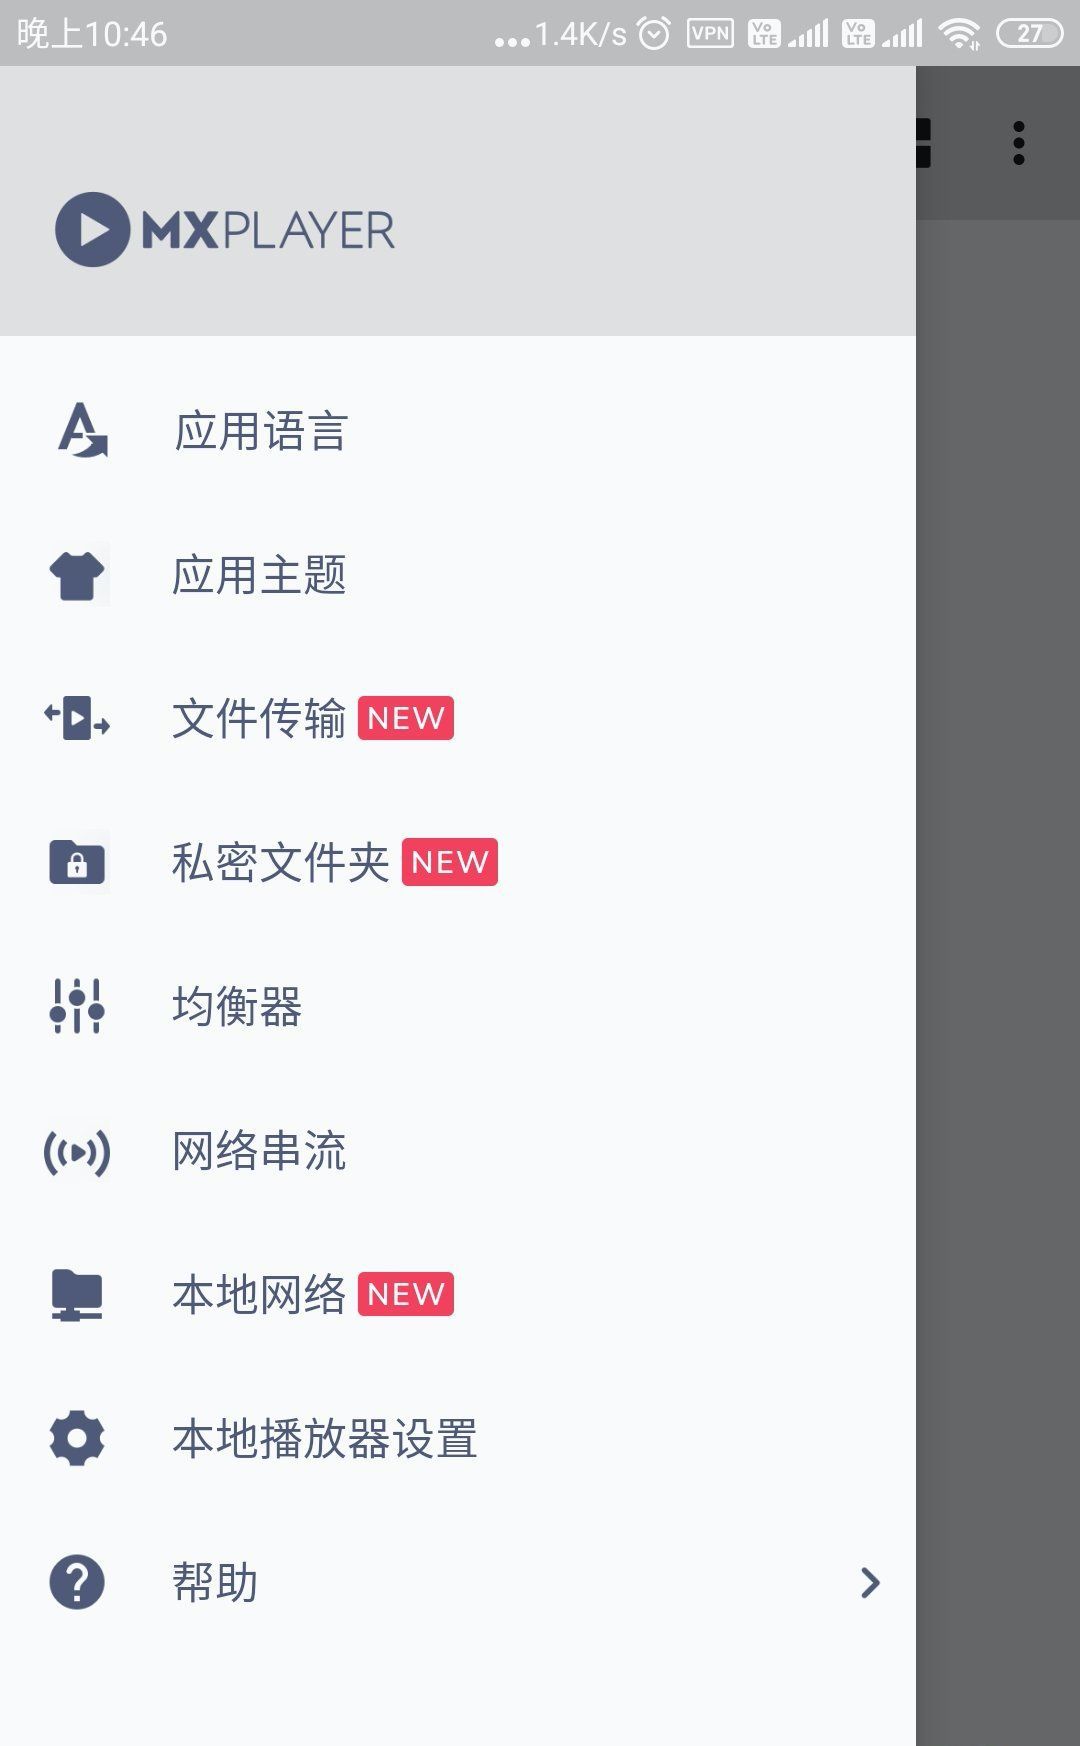 晚上10:46
...1.4K/s VPN Vo LTE Vo LTE 27
MXPLAYER
应用语言
应用主题
文件传输 NEW
私密文件夹 NEW
均衡器
网络串流
本地网络 NEW
本地播放器设置
帮助